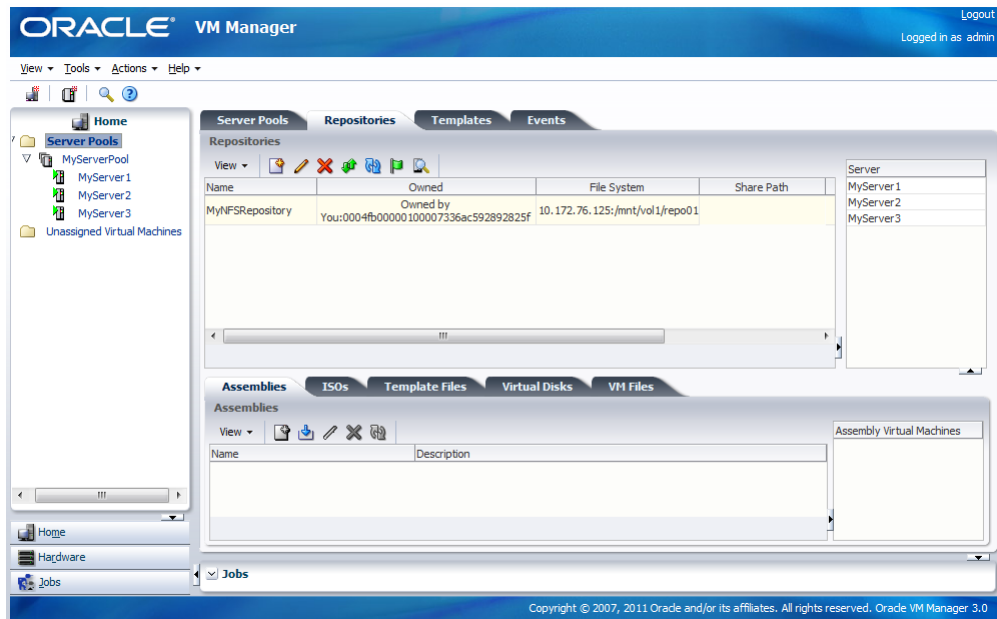 ORACLE® VM Manager
Logout
Logged in as admin
View Tools Actions Help
Home
Server Pools
MyServerPool
MyServer1
MyServer2
MyServer3
Unassigned Virtual Machines
Home
Hardware
Jobs
Server Pools Repositories Templates Events
Repositories
View
Name Owned File System Share Path
MyNFSRepository Owned by You:0004fb00000100007336ac592892825f 10.172.76.125:/mnt/vol1/repo01
Server
MyServer1
MyServer2
MyServer3
Assemblies ISOs Template Files Virtual Disks VM Files
Assemblies
View
Name Description
Assembly Virtual Machines
Jobs
Copyright © 2007, 2011 Oracle and/or its affiliates. All rights reserved. Oracle VM Manager 3.0